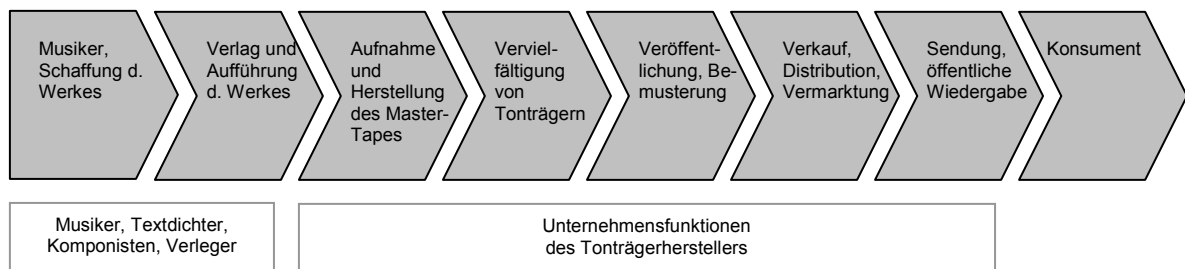 Musiker,
Schaffung d.
Werkes
Verlag und
Aufführung
d. Werkes
Aufnahme
und
Herstellung
des Master-
Tapes
Verviel-
fältigung
von
Tonträgern
Veröffent-
lichung, Be-
musterung
Verkauf,
Distribution,
Vermarktung
Sendung,
öffentliche
Wiedergabe
Konsument
Musiker, Textdichter,
Komponisten, Verleger
Unternehmensfunktionen
des Tonträgerherstellers